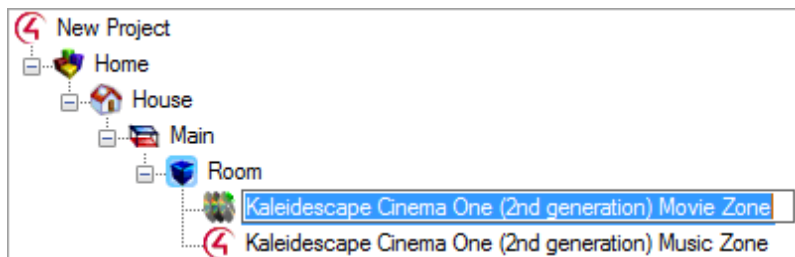 New Project
Home
House
Main
Room
Kaleidescape Cinema One (2nd generation) Movie Zone
Kaleidescape Cinema One (2nd generation) Music Zone